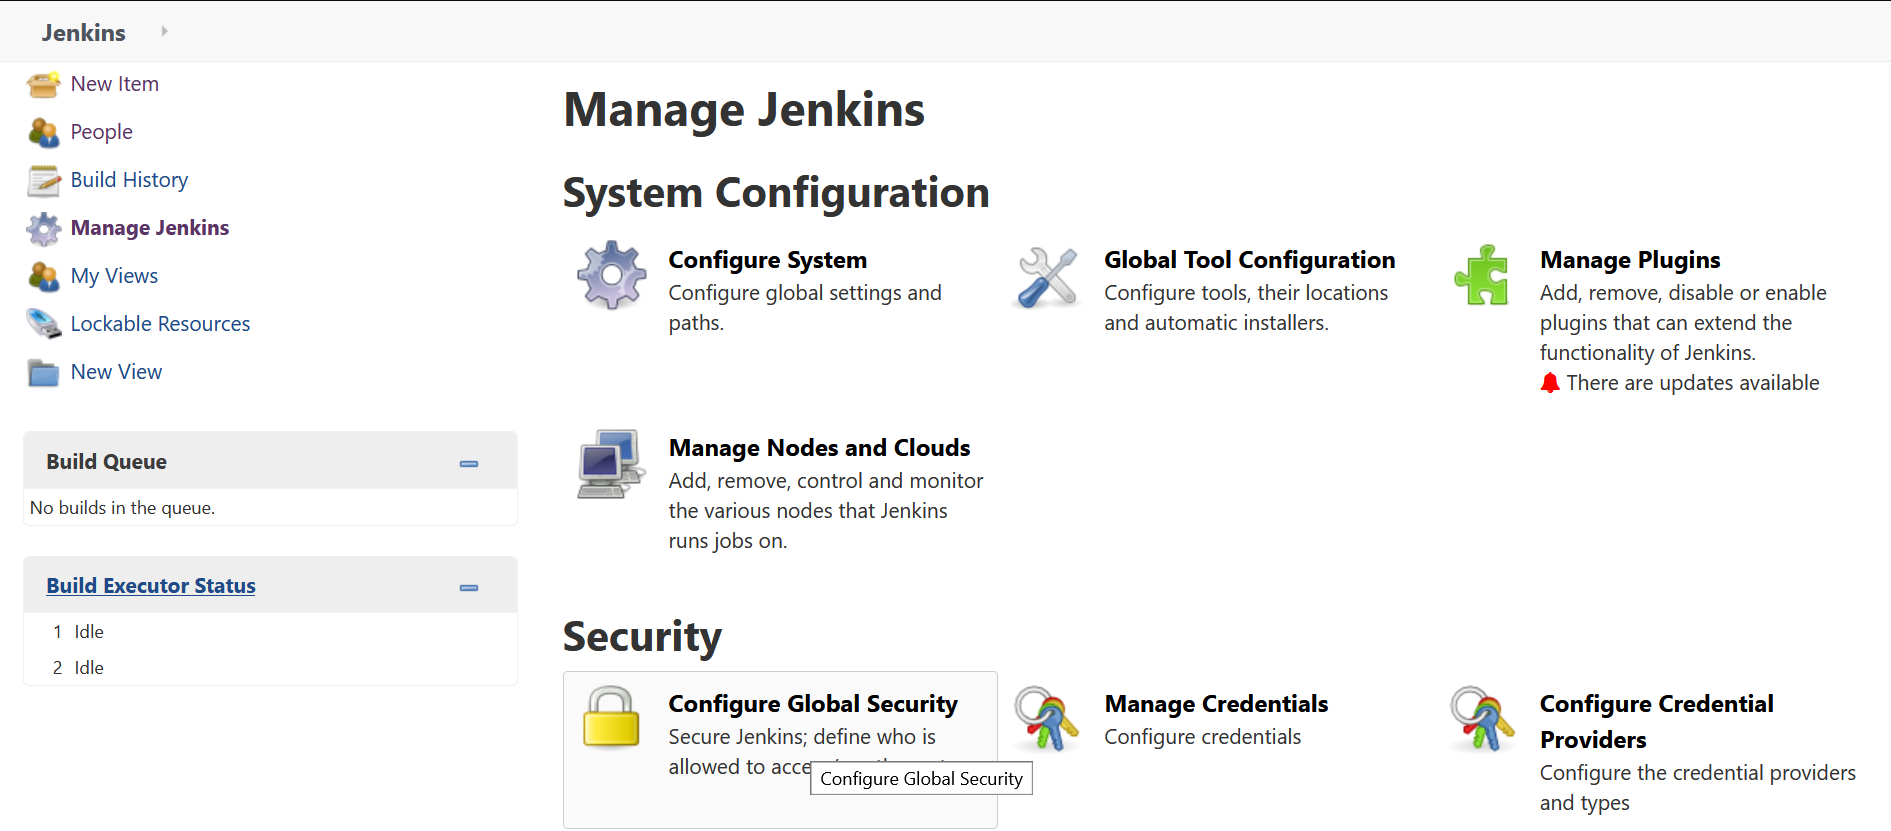 Jenkins
New Item
People
Build History
Manage Jenkins
My Views
Lockable Resources
New View
Build Queue
No builds in the queue.
Build Executor Status
1 Idle
2 Idle
Manage Jenkins
System Configuration
Configure System
Configure global settings and
paths.
Global Tool Configuration
Configure tools, their locations
and automatic installers.
Manage Plugins
Add, remove, disable or enable
plugins that can extend the
functionality of Jenkins.
There are updates available
Manage Nodes and Clouds
Add, remove, control and monitor
the various nodes that Jenkins
runs jobs on.
Security
Configure Global Security
Secure Jenkins; define who is
allowed to
Configure Global Security
Manage Credentials
Configure credentials
Configure Credential
Providers
Configure the credential providers
and types